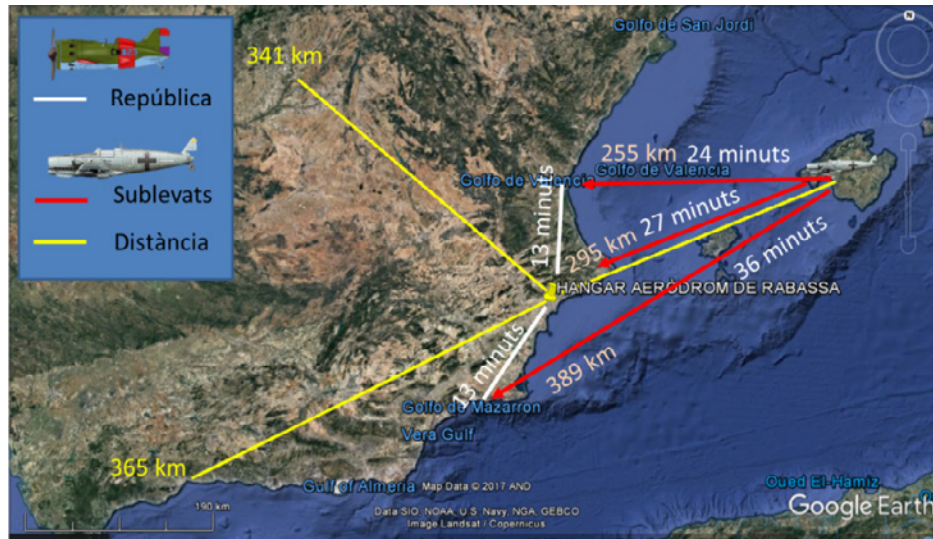 Golfo de San Jordi
N
341 km
República
Sublevats
Distància
255 km 24 minuts
Golfo de Valencia
Golfo de Valencia
13 minuts
295 km 27 minuts
36 minuts
HANGAR AERÒDROM DE RABASSA
13 minuts
389 km
Golfo de Mazarron
Vera Gulf
365 km
Gulf of Almeria
Map Data © 2017 AND
Oued El-Hamiz
190 km
Data SIO, NOAA, U.S. Navy, NGA, GEBCO
Image Landsat / Copernicus
Google Earth